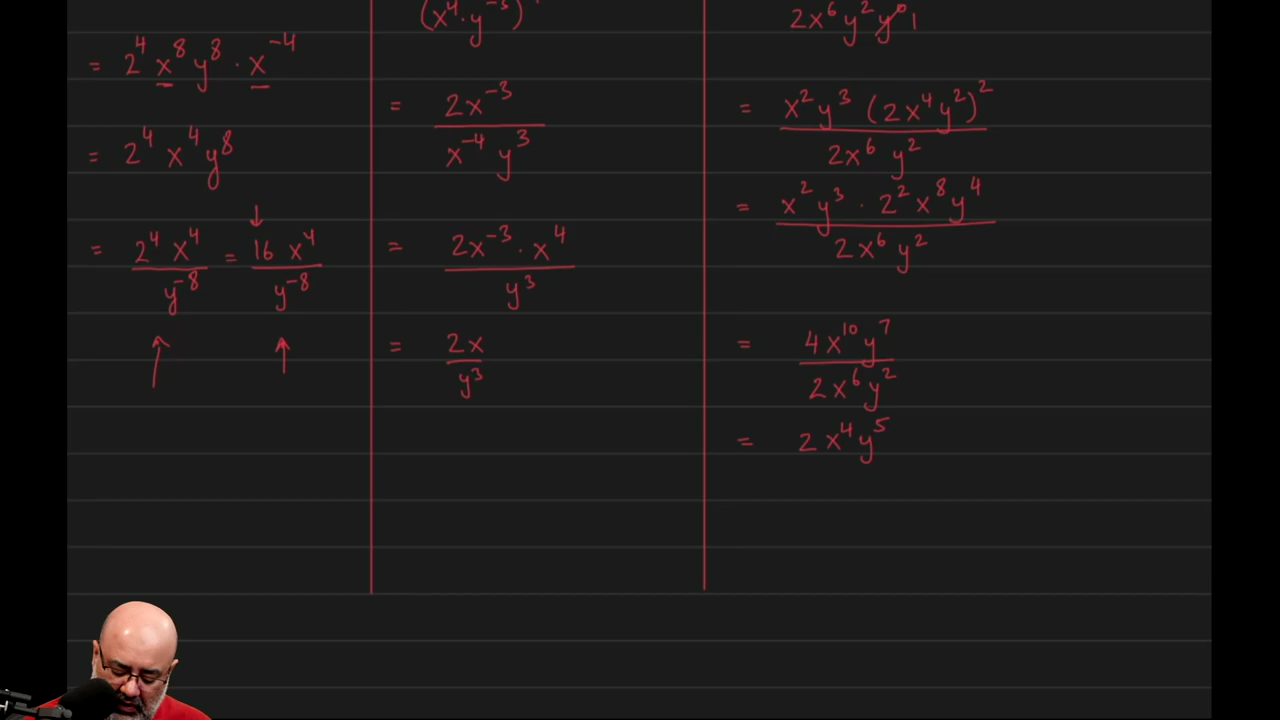 = 2⁴ x⁸ y⁸ · x⁻⁴
= 2⁴ x⁴ y⁸
= 2⁴ x⁴ / y⁻⁸ = 16 x⁴ / y⁻⁸
(x⁴ · y⁻³)
= 2x⁻³ / x⁻⁴ y³
= 2x⁻³ · x⁴ / y³
= 2x / y³
2x⁶ y² y⁰ 1
= x² y³ (2x⁴ y²)² / 2x⁶ y²
= x² y³ · 2² x⁸ y⁴ / 2x⁶ y²
= 4x¹⁰ y⁷ / 2x⁶ y²
= 2x⁴ y⁵